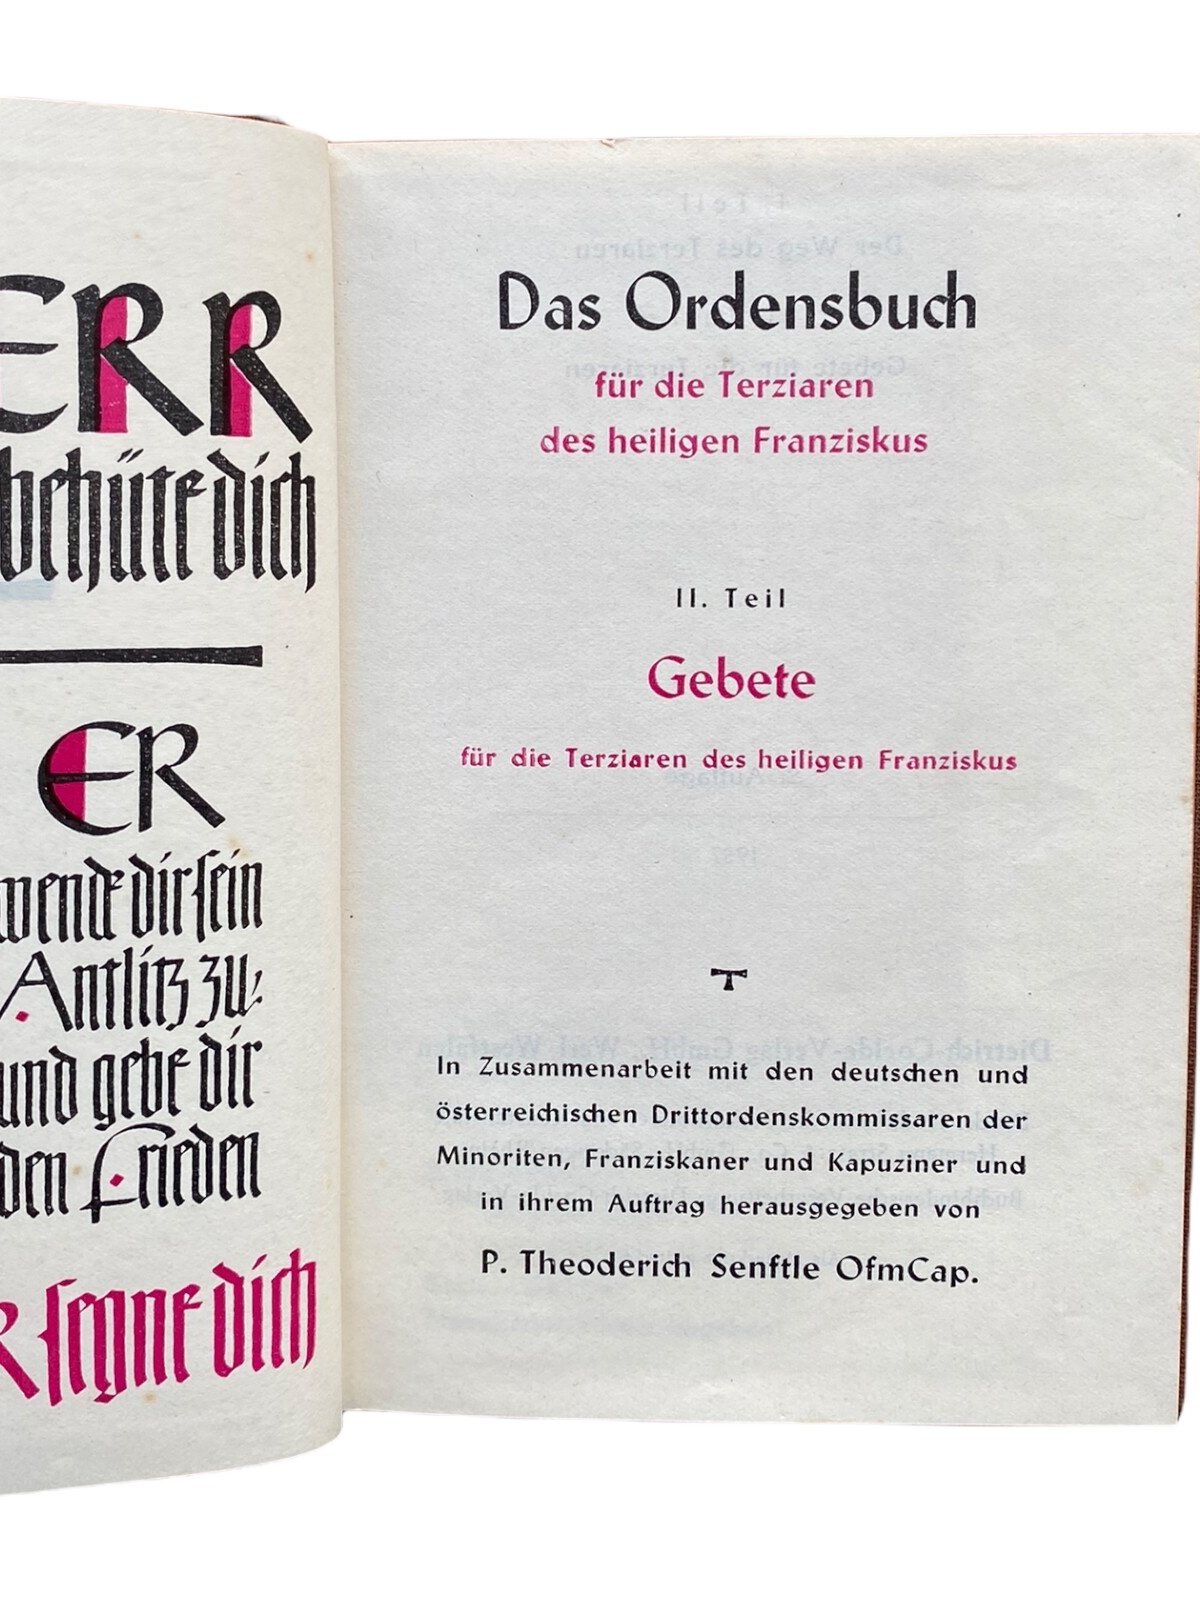 ERR
behüte dich
ER
wende dir sein
Antlitz zu
und gebe dir
den Frieden
R segne dich
Das Ordensbuch
für die Terziaren
des heiligen Franziskus
II. Teil
Gebete
für die Terziaren des heiligen Franziskus
In Zusammenarbeit mit den deutschen und
österreichischen Drittordenskommissaren der
Minoriten, Franziskaner und Kapuziner und
in ihrem Auftrag herausgegeben von
P. Theoderich Senftle OfmCap.